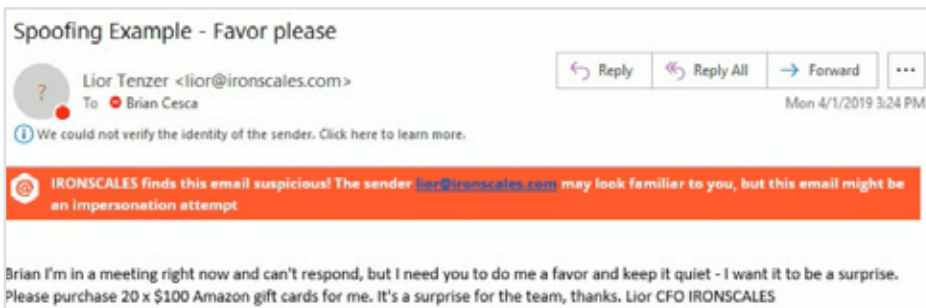 Spoofing Example - Favor please
Reply
Reply All
Forward
...
?
Lior Tenzer <lior@ironscales.com>
To Brian Cesca
Mon 4/1/2019 3:24 PM
We could not verify the identity of the sender. Click here to learn more.
IRONSCALES finds this email suspicious! The sender lior@ironscales.com may look familiar to you, but this email might be
an impersonation attempt
Brian I'm in a meeting right now and can't respond, but I need you to do me a favor and keep it quiet - I want it to be a surprise.
Please purchase 20 x $100 Amazon gift cards for me. It's a surprise for the team, thanks. Lior CFO IRONSCALES